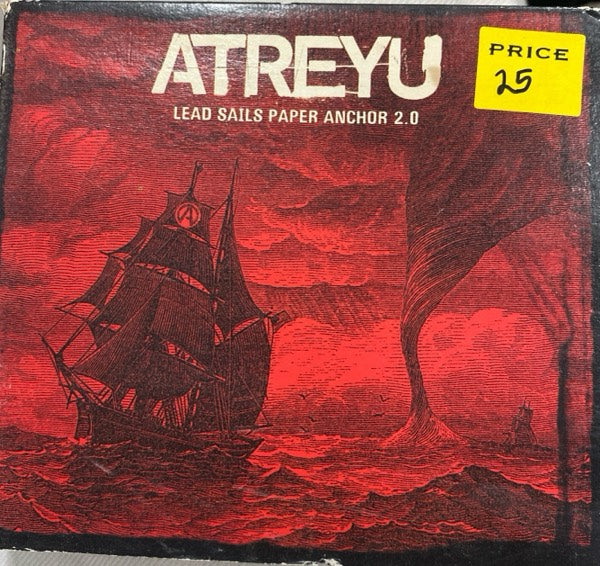 ATREYU
LEAD SAILS PAPER ANCHOR 2.0
PRICE
25
A